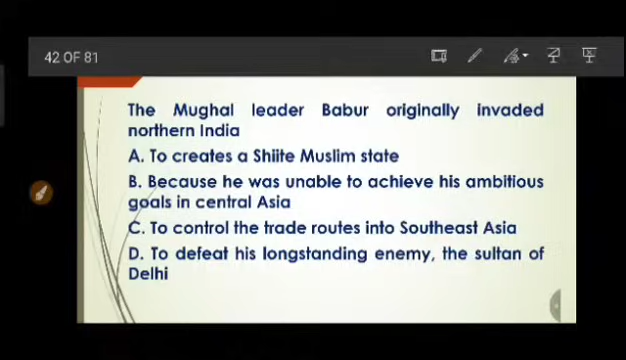 42 OF 81
The Mughal leader Babur originally invaded
northern India
A. To creates a Shiite Muslim state
B. Because he was unable to achieve his ambitious
goals in central Asia
C. To control the trade routes into Southeast Asia
D. To defeat his longstanding enemy, the sultan of
Delhi